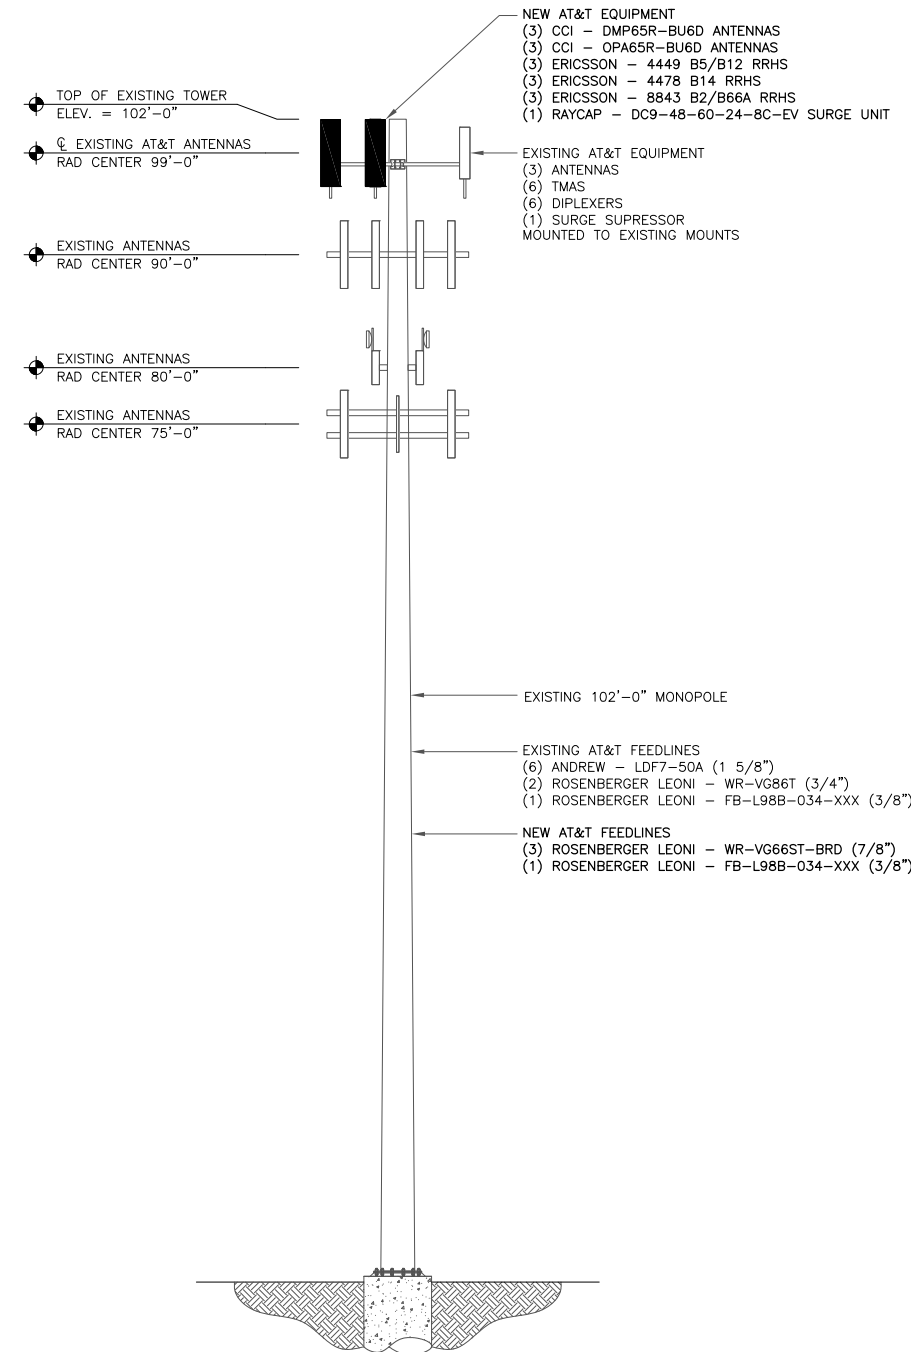 NEW AT&T EQUIPMENT
(3) CCI – DMP65R–BU6D ANTENNAS
(3) CCI – OPA65R–BU6D ANTENNAS
(3) ERICSSON – 4449 B5/B12 RRHS
(3) ERICSSON – 4478 B14 RRHS
(3) ERICSSON – 8843 B2/B66A RRHS
(1) RAYCAP – DC9–48–60–24–8C–EV SURGE UNIT
TOP OF EXISTING TOWER
ELEV. = 102'–0"
℄ EXISTING AT&T ANTENNAS
RAD CENTER 99'–0"
EXISTING AT&T EQUIPMENT
(3) ANTENNAS
(6) TMAS
(6) DIPLEXERS
(1) SURGE SUPRESSOR
MOUNTED TO EXISTING MOUNTS
EXISTING ANTENNAS
RAD CENTER 90'–0"
EXISTING ANTENNAS
RAD CENTER 80'–0"
EXISTING ANTENNAS
RAD CENTER 75'–0"
EXISTING 102'–0" MONOPOLE
EXISTING AT&T FEEDLINES
(6) ANDREW – LDF7–50A (1 5/8")
(2) ROSENBERGER LEONI – WR–VG86T (3/4")
(1) ROSENBERGER LEONI – FB–L98B–034–XXX (3/8")
NEW AT&T FEEDLINES
(3) ROSENBERGER LEONI – WR–VG66ST–BRD (7/8")
(1) ROSENBERGER LEONI – FB–L98B–034–XXX (3/8")